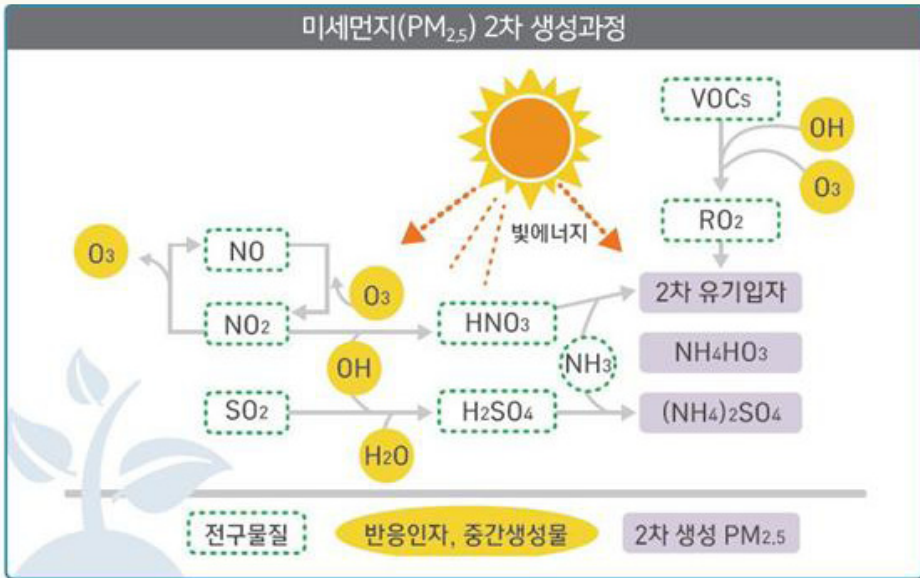 미세먼지(PM2.5) 2차 생성과정
VOCs
OH
O3
RO2
빛에너지
O3
NO
O3
2차 유기입자
NO2
HNO3
NH4HO3
OH
NH3
SO2
H2SO4
(NH4)2SO4
H2O
전구물질
반응인자, 중간생성물
2차 생성 PM2.5